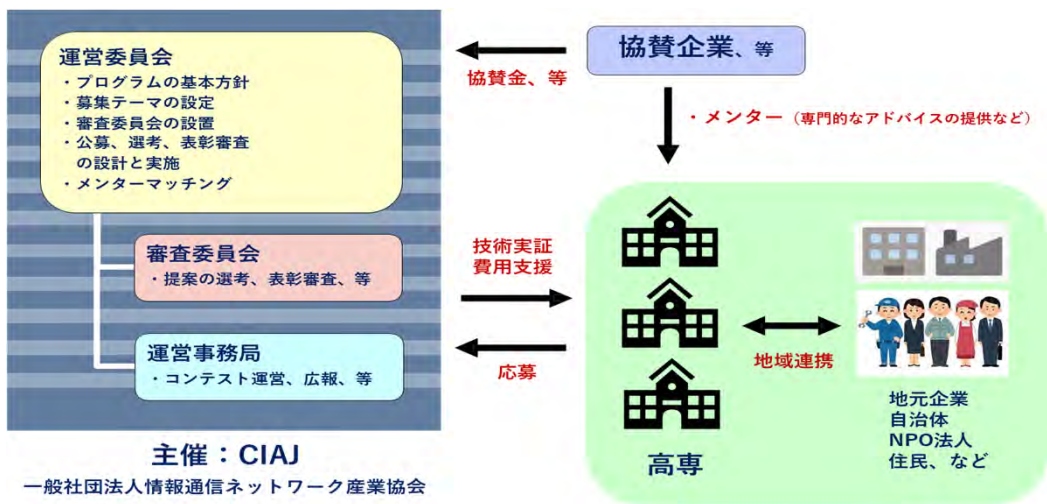 運営委員会
・プログラムの基本方針
・募集テーマの設定
・審査委員会の設置
・公募、選考、表彰審査
の設計と実施
・メンターマッチング
審査委員会
・提案の選考、表彰審査、等
運営事務局
・コンテスト運営、広報、等
主催：CIAJ
一般社団法人情報通信ネットワーク産業協会
協賛企業、等
協賛金、等
・メンター（専門的なアドバイスの提供など）
技術実証
費用支援
応募
高専
地域連携
地元企業
自治体
NPO法人
住民、など